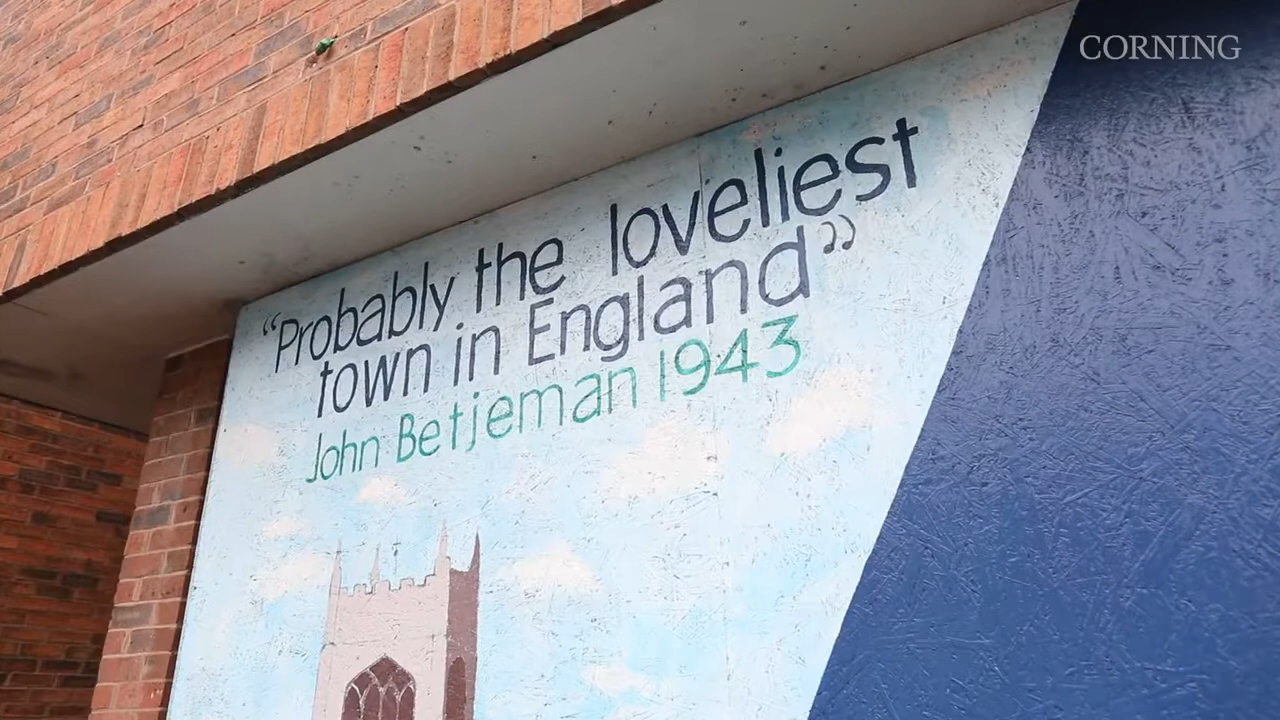 CORNING
“Probably the loveliest
town in England”
John Betjeman 1943